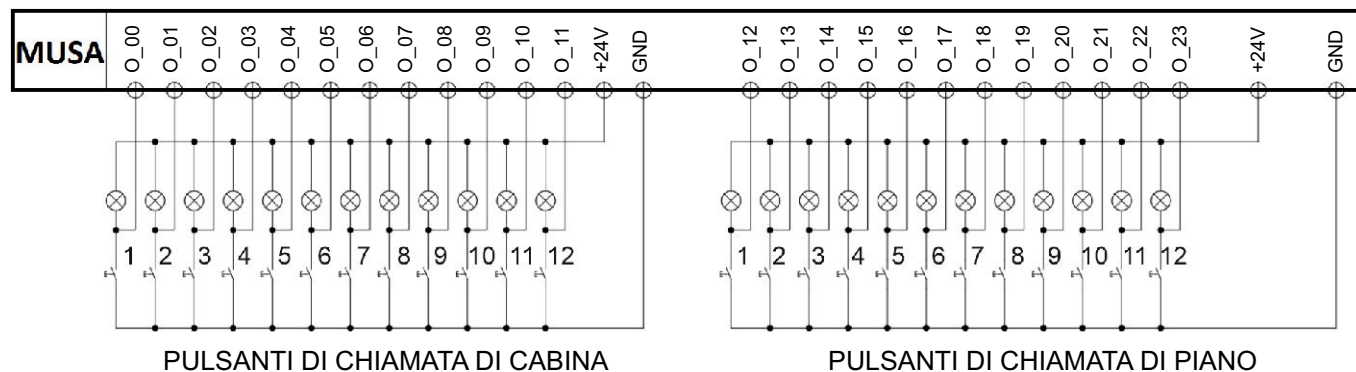 MUSA O_00 O_01 O_02 O_03 O_04 O_05 O_06 O_07 O_08 O_09 O_10 O_11 +24V GND O_12 O_13 O_14 O_15 O_16 O_17 O_18 O_19 O_20 O_21 O_22 O_23 +24V GND
1 2 3 4 5 6 7 8 9 10 11 12 1 2 3 4 5 6 7 8 9 10 11 12
PULSANTI DI CHIAMATA DI CABINA PULSANTI DI CHIAMATA DI PIANO